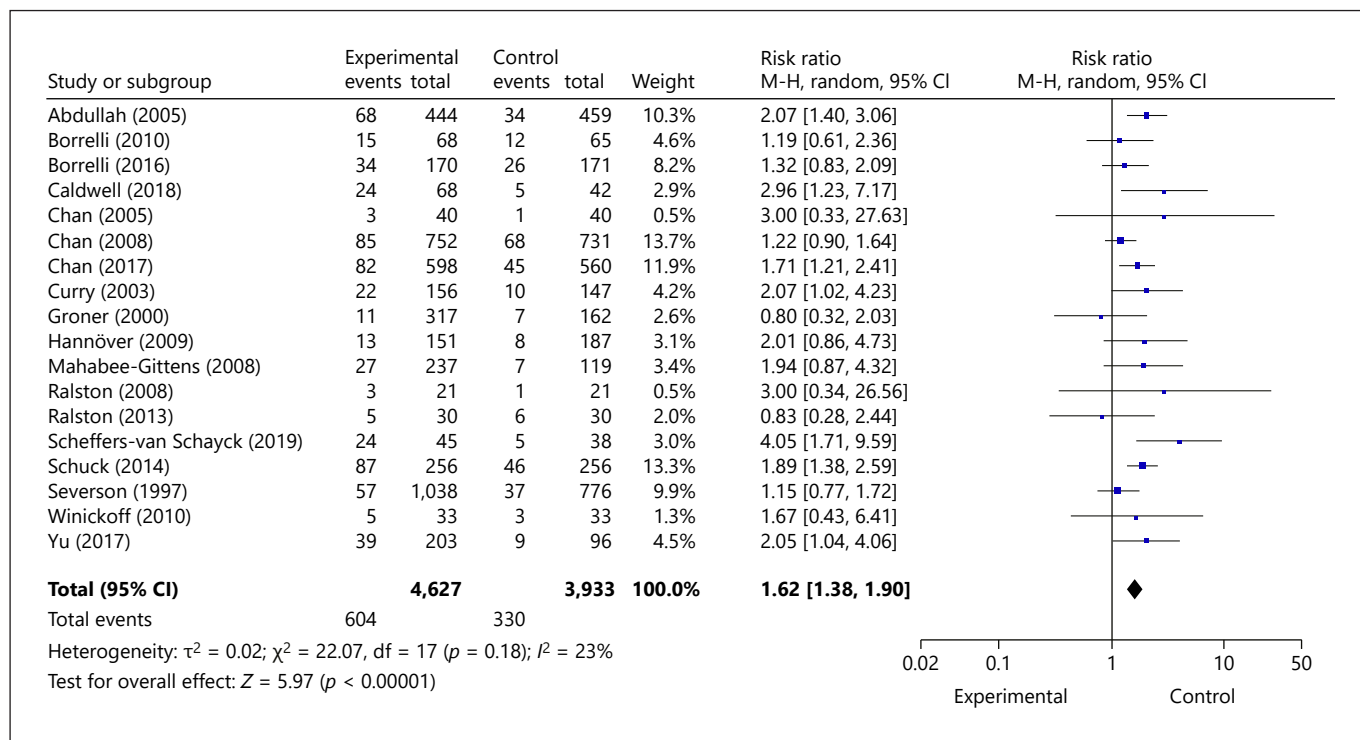 Experimental Control Risk ratio Risk ratio
Study or subgroup events total events total Weight M-H, random, 95% CI M-H, random, 95% CI
Abdullah (2005) 68 444 34 459 10.3% 2.07 [1.40, 3.06]
Borrelli (2010) 15 68 12 65 4.6% 1.19 [0.61, 2.36]
Borrelli (2016) 34 170 26 171 8.2% 1.32 [0.83, 2.09]
Caldwell (2018) 24 68 5 42 2.9% 2.96 [1.23, 7.17]
Chan (2005) 3 40 1 40 0.5% 3.00 [0.33, 27.63]
Chan (2008) 85 752 68 731 13.7% 1.22 [0.90, 1.64]
Chan (2017) 82 598 45 560 11.9% 1.71 [1.21, 2.41]
Curry (2003) 22 156 10 147 4.2% 2.07 [1.02, 4.23]
Groner (2000) 11 317 7 162 2.6% 0.80 [0.32, 2.03]
Hannöver (2009) 13 151 8 187 3.1% 2.01 [0.86, 4.73]
Mahabee-Gittens (2008) 27 237 7 119 3.4% 1.94 [0.87, 4.32]
Ralston (2008) 3 21 1 21 0.5% 3.00 [0.34, 26.56]
Ralston (2013) 5 30 6 30 2.0% 0.83 [0.28, 2.44]
Scheffers-van Schayck (2019) 24 45 5 38 3.0% 4.05 [1.71, 9.59]
Schuck (2014) 87 256 46 256 13.3% 1.89 [1.38, 2.59]
Severson (1997) 57 1,038 37 776 9.9% 1.15 [0.77, 1.72]
Winickoff (2010) 5 33 3 33 1.3% 1.67 [0.43, 6.41]
Yu (2017) 39 203 9 96 4.5% 2.05 [1.04, 4.06]
Total (95% CI) 4,627 3,933 100.0% 1.62 [1.38, 1.90]
Total events 604 330
Heterogeneity: τ² = 0.02; χ² = 22.07, df = 17 (p = 0.18); I² = 23%
Test for overall effect: Z = 5.97 (p < 0.00001)
0.02 0.1 1 10 50
Experimental Control